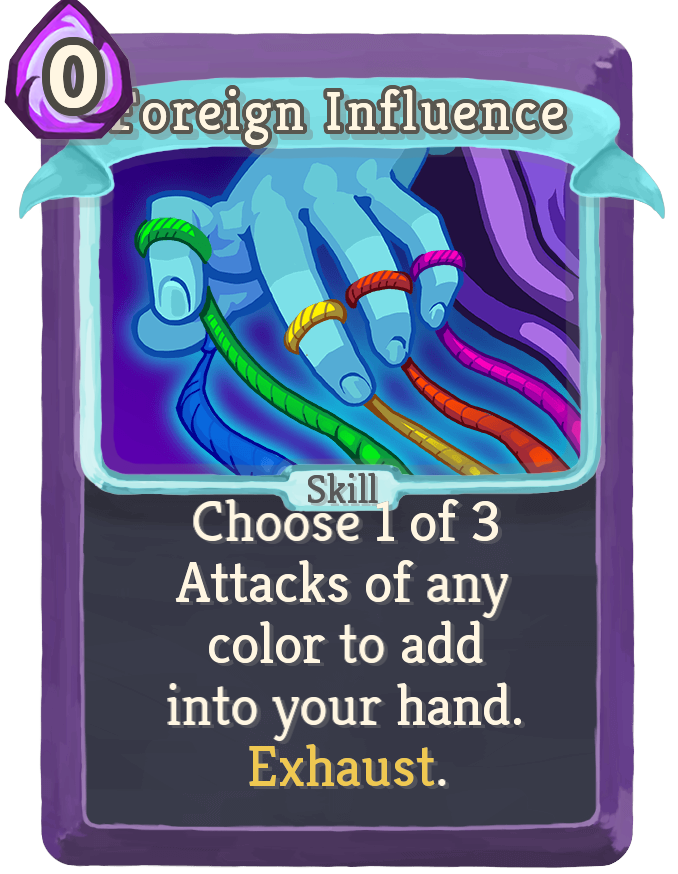 0
Foreign Influence
Skill
Choose 1 of 3
Attacks of any
color to add
into your hand.
Exhaust.